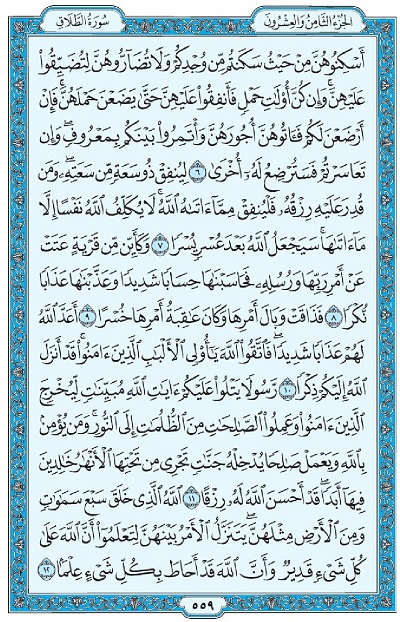 الجزء الثامن والعشرون
سورة الطلاق
أَسْكِنُوهُنَّ مِنْ حَيْثُ سَكَنتُم مِّن وُجْدِكُمْ وَلَا تُضَآرُّوهُنَّ لِتُضَيِّقُوا۟
عَلَيْهِنَّ ۚ وَإِن كُنَّ أُو۟لَٰتِ حَمْلٍ فَأَنفِقُوا۟ عَلَيْهِنَّ حَتَّىٰ يَضَعْنَ حَمْلَهُنَّ ۚ فَإِنْ
أَرْضَعْنَ لَكُمْ فَـَٔاتُوهُنَّ أُجُورَهُنَّ ۖ وَأْتَمِرُوا۟ بَيْنَكُم بِمَعْرُوفٍ ۖ وَإِن
تَعَاسَرْتُمْ فَسَتُرْضِعُ لَهُۥٓ أُخْرَىٰ ٦ لِيُنفِقْ ذُو سَعَةٍ مِّن سَعَتِهِۦ ۖ وَمَن
قُدِرَ عَلَيْهِ رِزْقُهُۥ فَلْيُنفِقْ مِمَّآ ءَاتَىٰهُ ٱللَّهُ ۚ لَا يُكَلِّفُ ٱللَّهُ نَفْسًا إِلَّا
مَآ ءَاتَىٰهَا ۚ سَيَجْعَلُ ٱللَّهُ بَعْدَ عُسْرٍ يُسْرًا ٧ وَكَأَيِّن مِّن قَرْيَةٍ عَتَتْ
عَنْ أَمْرِ رَبِّهَا وَرُسُلِهِۦ فَحَاسَبْنَٰهَا حِسَابًا شَدِيدًا وَعَذَّبْنَٰهَا عَذَابًا
نُّكْرًا ٨ فَذَاقَتْ وَبَالَ أَمْرِهَا وَكَانَ عَٰقِبَةُ أَمْرِهَا خُسْرًا ٩ أَعَدَّ ٱللَّهُ
لَهُمْ عَذَابًا شَدِيدًا ۖ فَٱتَّقُوا۟ ٱللَّهَ يَٰٓأُو۟لِى ٱلْأَلْبَٰبِ ٱلَّذِينَ ءَامَنُوا۟ ۚ قَدْ أَنزَلَ
ٱللَّهُ إِلَيْكُمْ ذِكْرًا ١٠ رَّسُولًا يَتْلُوا۟ عَلَيْكُمْ ءَايَٰتِ ٱللَّهِ مُبَيِّنَٰتٍ لِّيُخْرِجَ
ٱلَّذِينَ ءَامَنُوا۟ وَعَمِلُوا۟ ٱلصَّٰلِحَٰتِ مِنَ ٱلظُّلُمَٰتِ إِلَى ٱلنُّورِ ۚ وَمَن يُؤْمِنۢ
بِٱللَّهِ وَيَعْمَلْ صَٰلِحًا يُدْخِلْهُ جَنَّٰتٍ تَجْرِى مِن تَحْتِهَا ٱلْأَنْهَٰرُ خَٰلِدِينَ
فِيهَآ أَبَدًا ۖ قَدْ أَحْسَنَ ٱللَّهُ لَهُۥ رِزْقًا ١١ ٱللَّهُ ٱلَّذِى خَلَقَ سَبْعَ سَمَٰوَٰتٍ
وَمِنَ ٱلْأَرْضِ مِثْلَهُنَّ يَتَنَزَّلُ ٱلْأَمْرُ بَيْنَهُنَّ لِتَعْلَمُوٓا۟ أَنَّ ٱللَّهَ عَلَىٰ
كُلِّ شَىْءٍ قَدِيرٌ وَأَنَّ ٱللَّهَ قَدْ أَحَاطَ بِكُلِّ شَىْءٍ عِلْمًۢا ١٢
٥٥٩